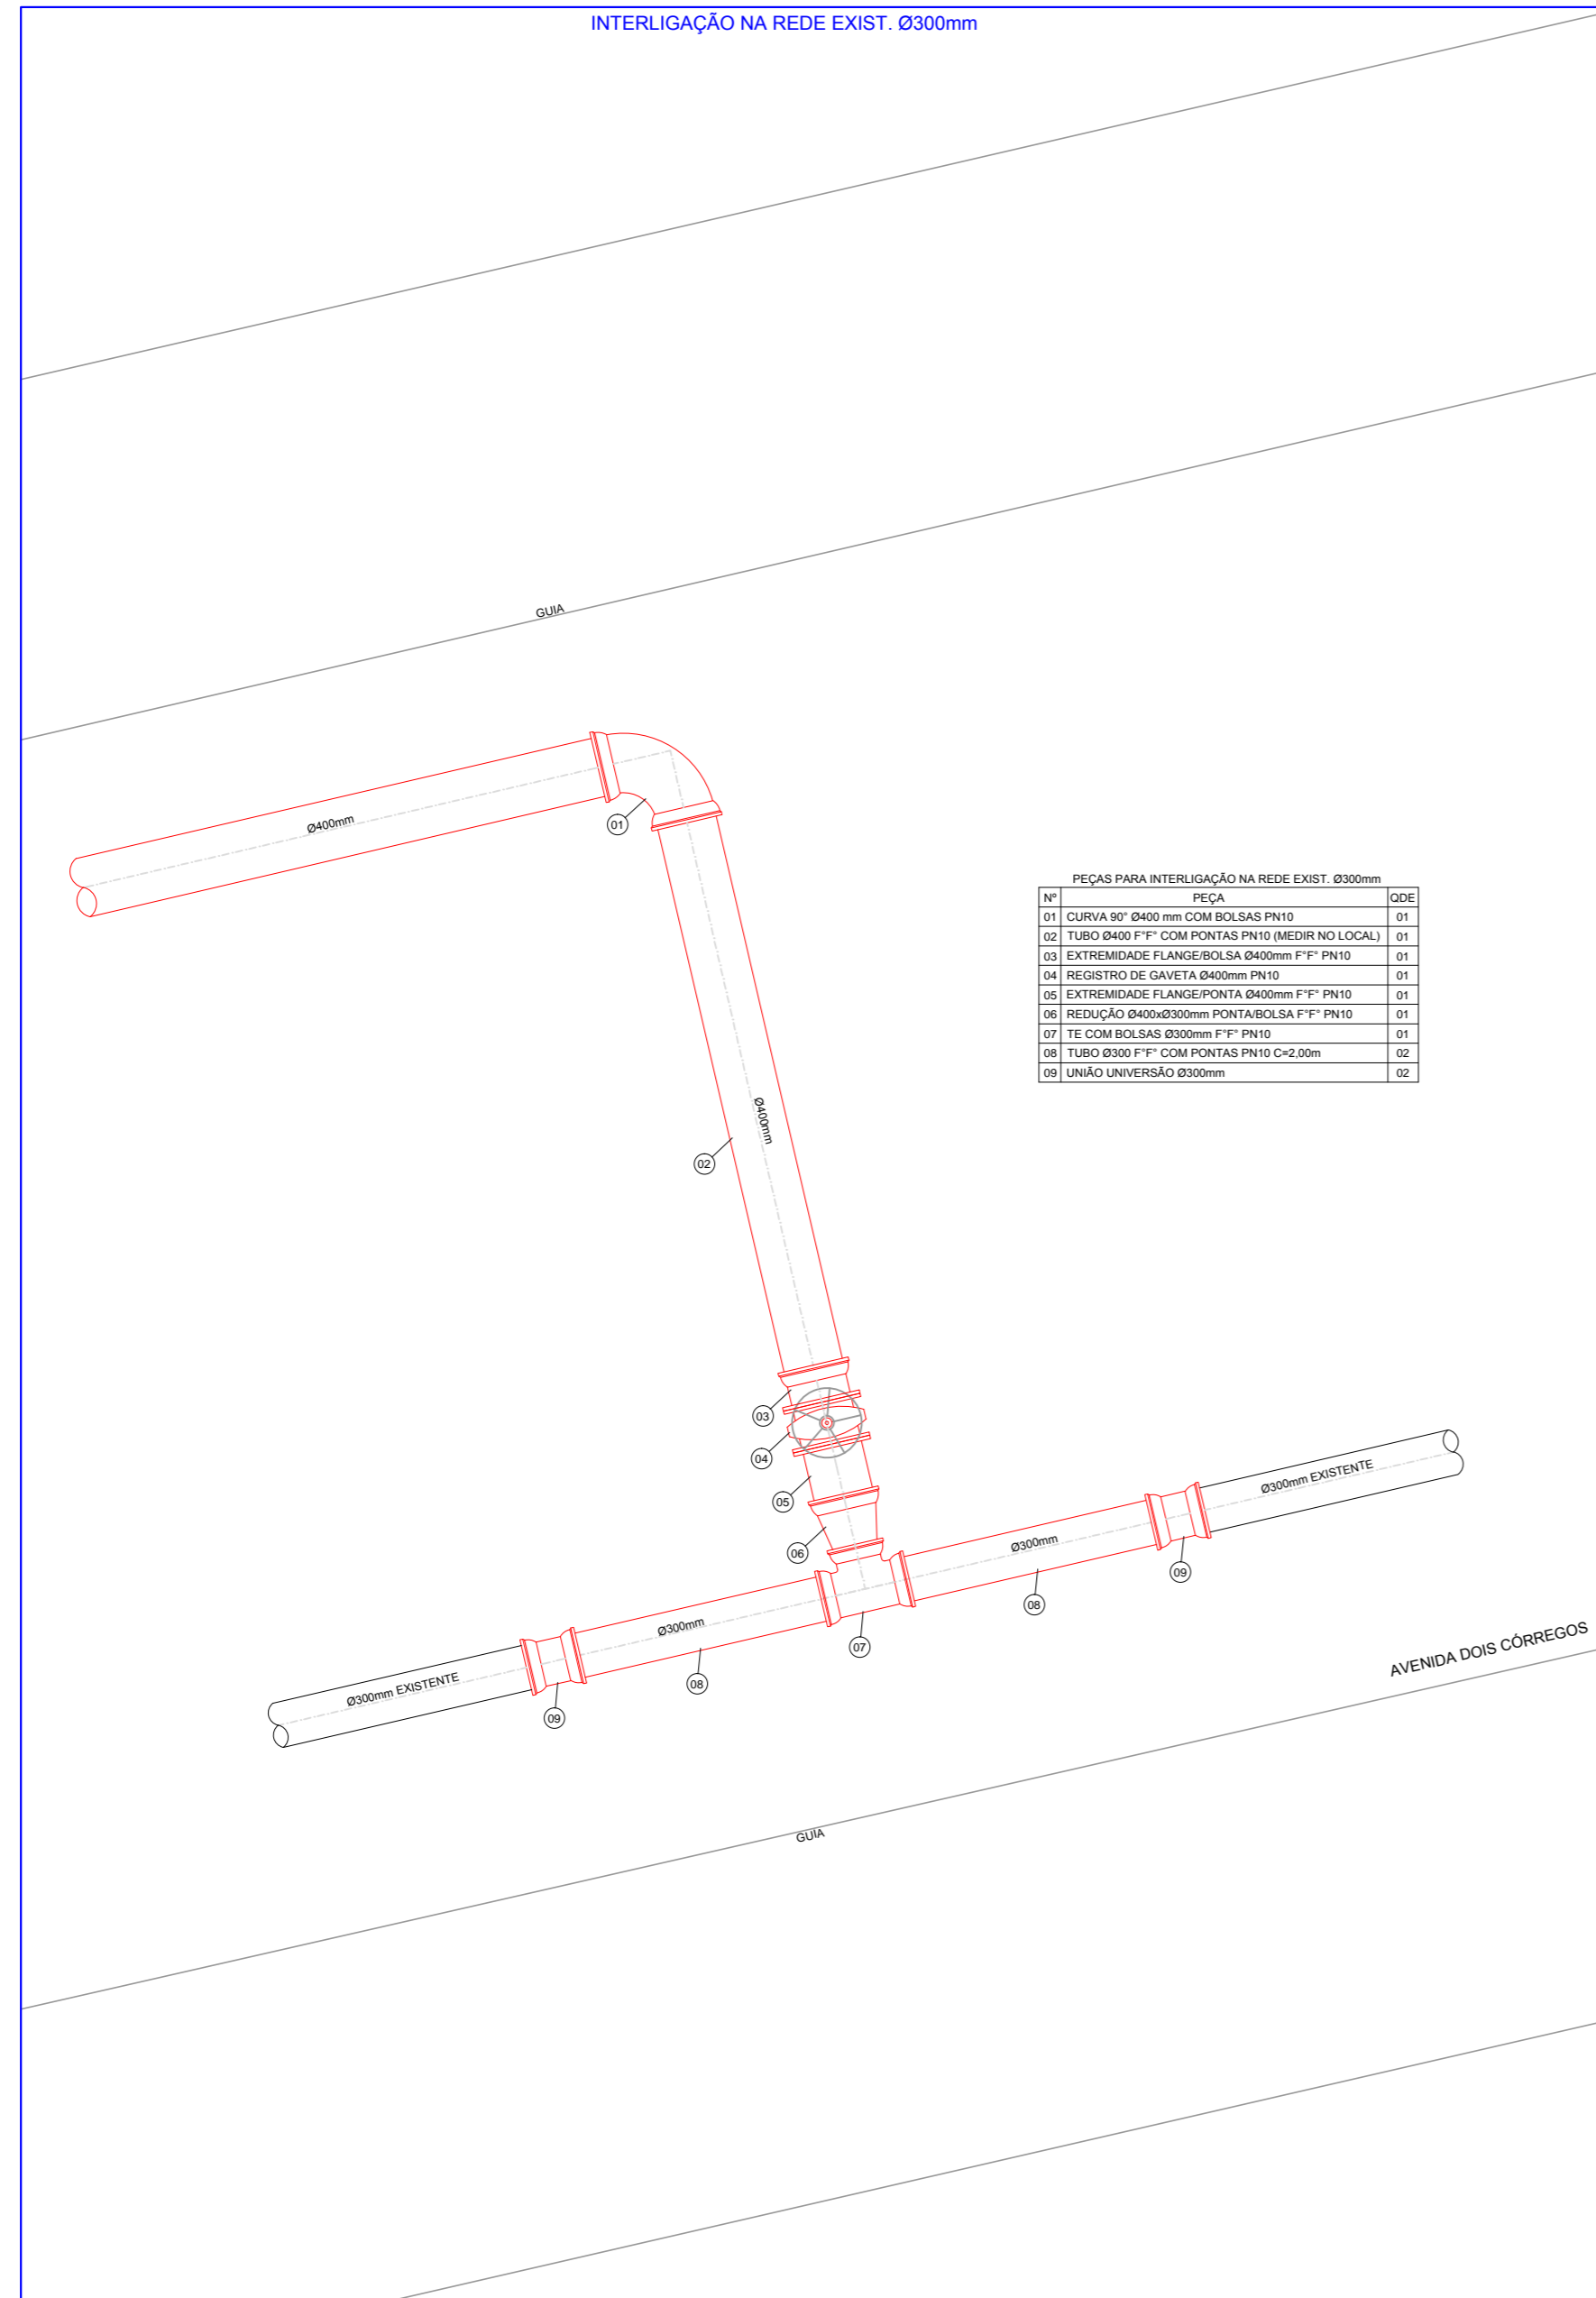 INTERLIGAÇÃO NA REDE EXIST. Ø300mm
GUIA
Ø400mm
01
PEÇAS PARA INTERLIGAÇÃO NA REDE EXIST. Ø300mm
Nº PEÇA QDE
01 CURVA 90° Ø400 mm COM BOLSAS PN10 01
02 TUBO Ø400 F°F° COM PONTAS PN10 (MEDIR NO LOCAL) 01
03 EXTREMIDADE FLANGE/BOLSA Ø400mm F°F° PN10 01
04 REGISTRO DE GAVETA Ø400mm PN10 01
05 EXTREMIDADE FLANGE/PONTA Ø400mm F°F° PN10 01
06 REDUÇÃO Ø400xØ300mm PONTA/BOLSA F°F° PN10 01
07 TE COM BOLSAS Ø300mm F°F° PN10 01
08 TUBO Ø300 F°F° COM PONTAS PN10 C=2,00m 02
09 UNIÃO UNIVERSÃO Ø300mm 02
Ø400mm
02
03
04
05
06
Ø300mm EXISTENTE
Ø300mm
09
08
07
Ø300mm
08
Ø300mm EXISTENTE
09
AVENIDA DOIS CÓRREGOS
GUIA